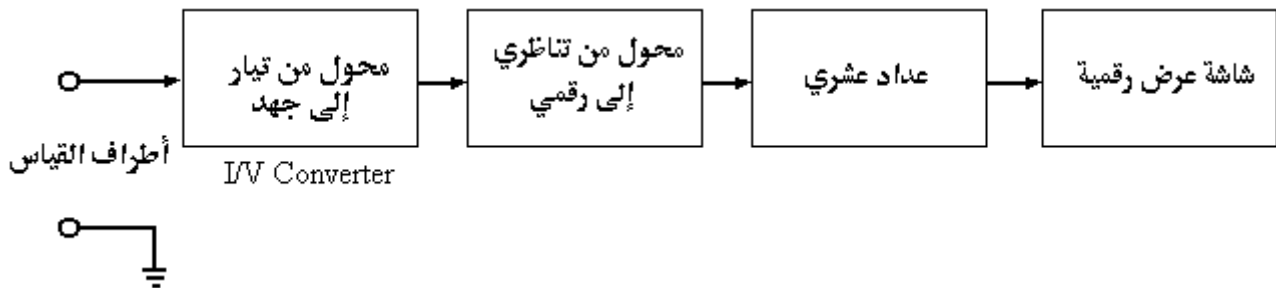 محول من تيار
إلى جهد
I/V Converter
محول من تناظري
إلى رقمي
عداد عشري
شاشة عرض رقمية
أطراف القياس